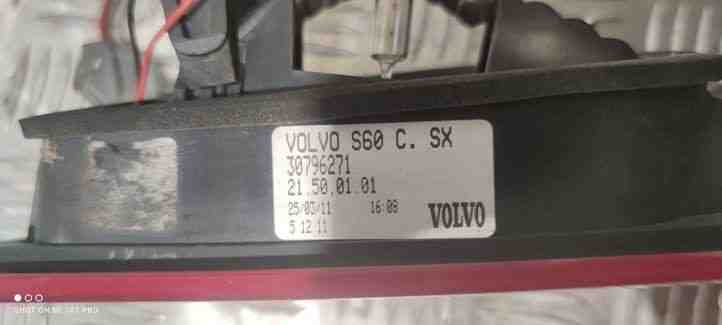 VOLVO S60 C. SX
30796271
21.50.01.01
25/03/11 16:08
5 12 11
VOLVO
SHOT ON MI 10T PRO